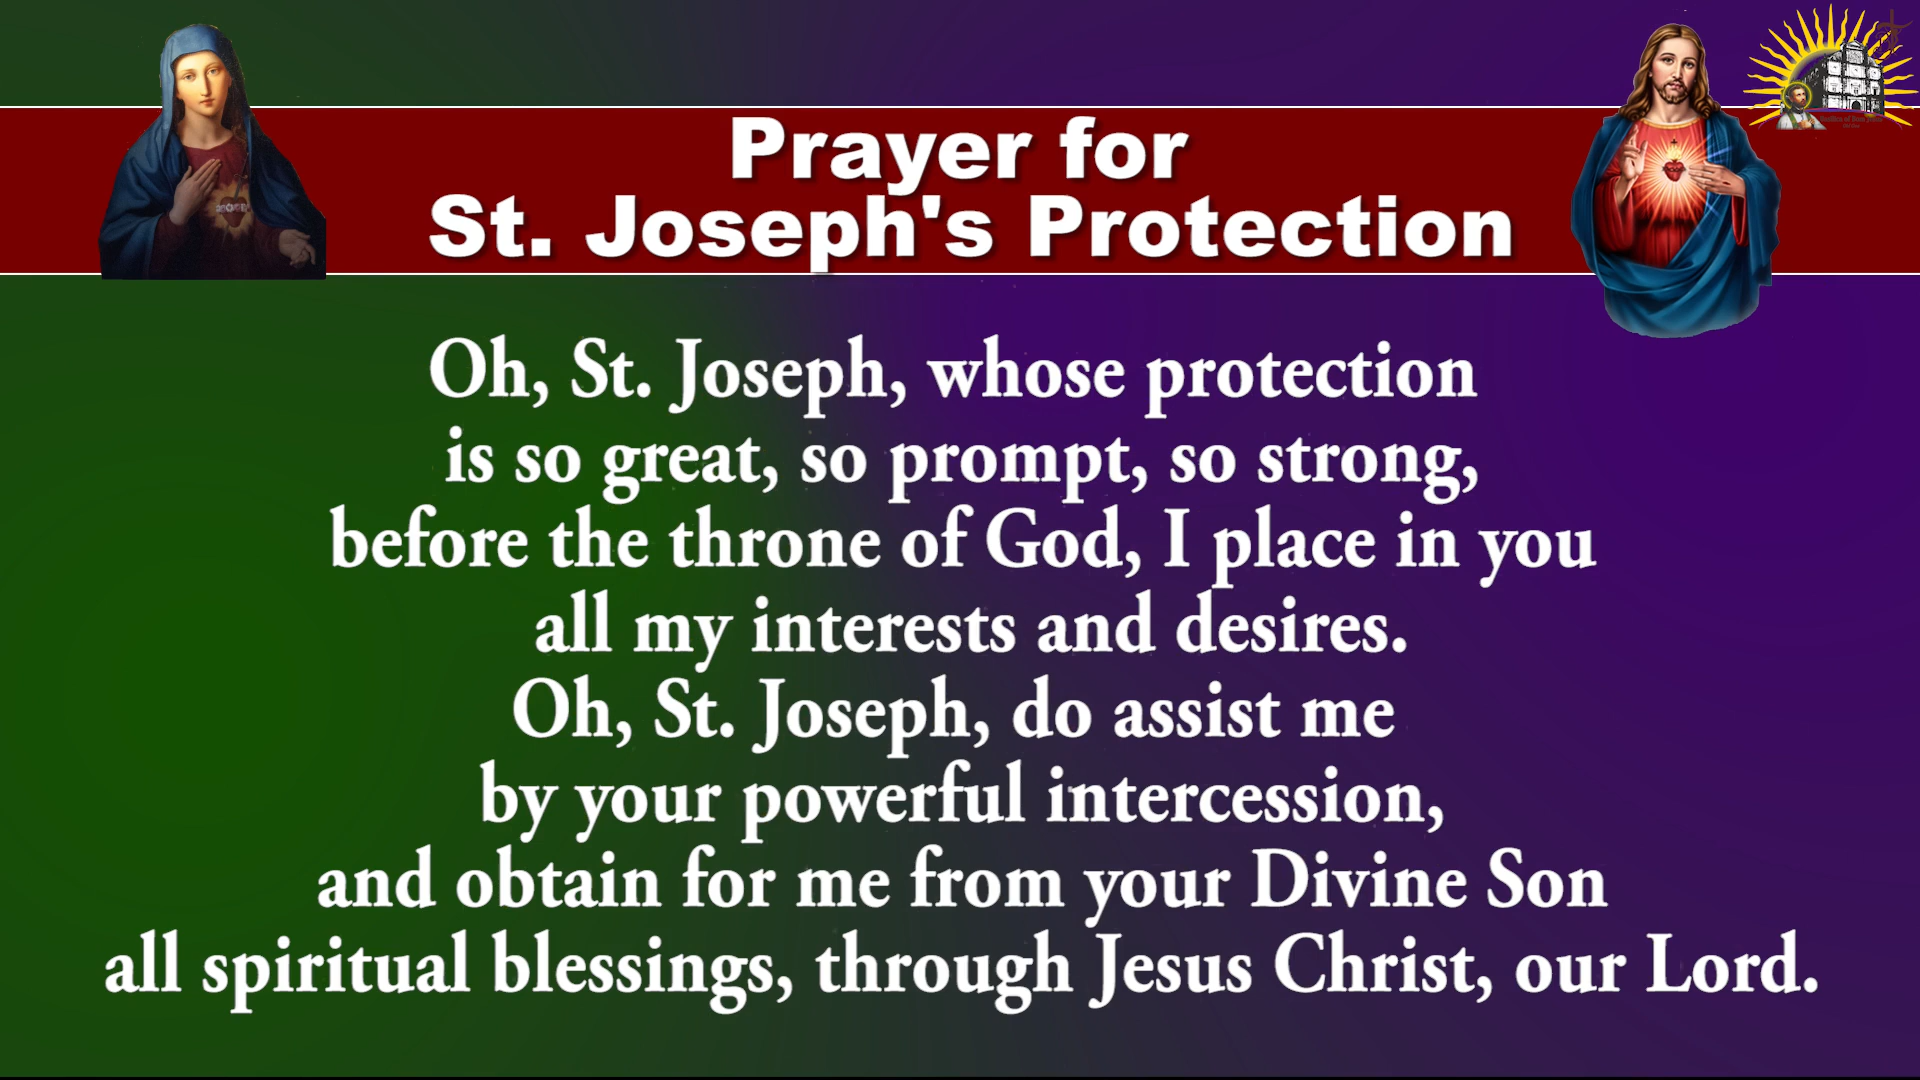 Prayer for
St. Joseph's Protection
Oh, St. Joseph, whose protection
is so great, so prompt, so strong,
before the throne of God, I place in you
all my interests and desires.
Oh, St. Joseph, do assist me
by your powerful intercession,
and obtain for me from your Divine Son
all spiritual blessings, through Jesus Christ, our Lord.